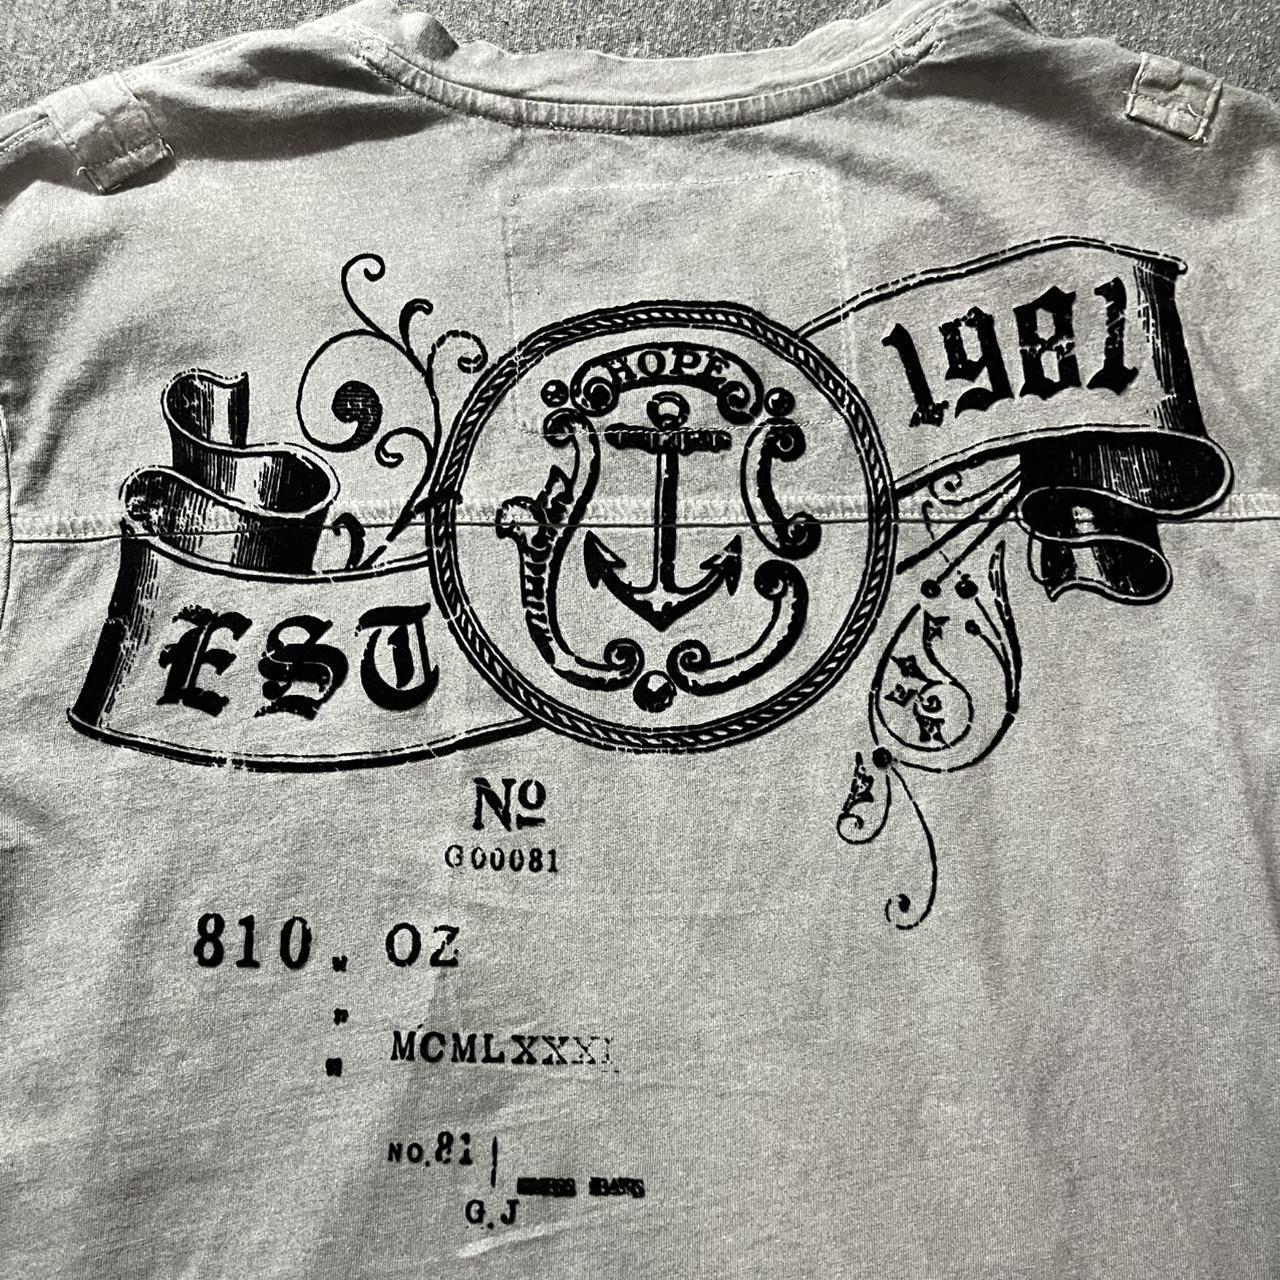 HOPE
1981
EST
Nº
G00081
810. OZ
MCMLXXXI
NO.81
G.J